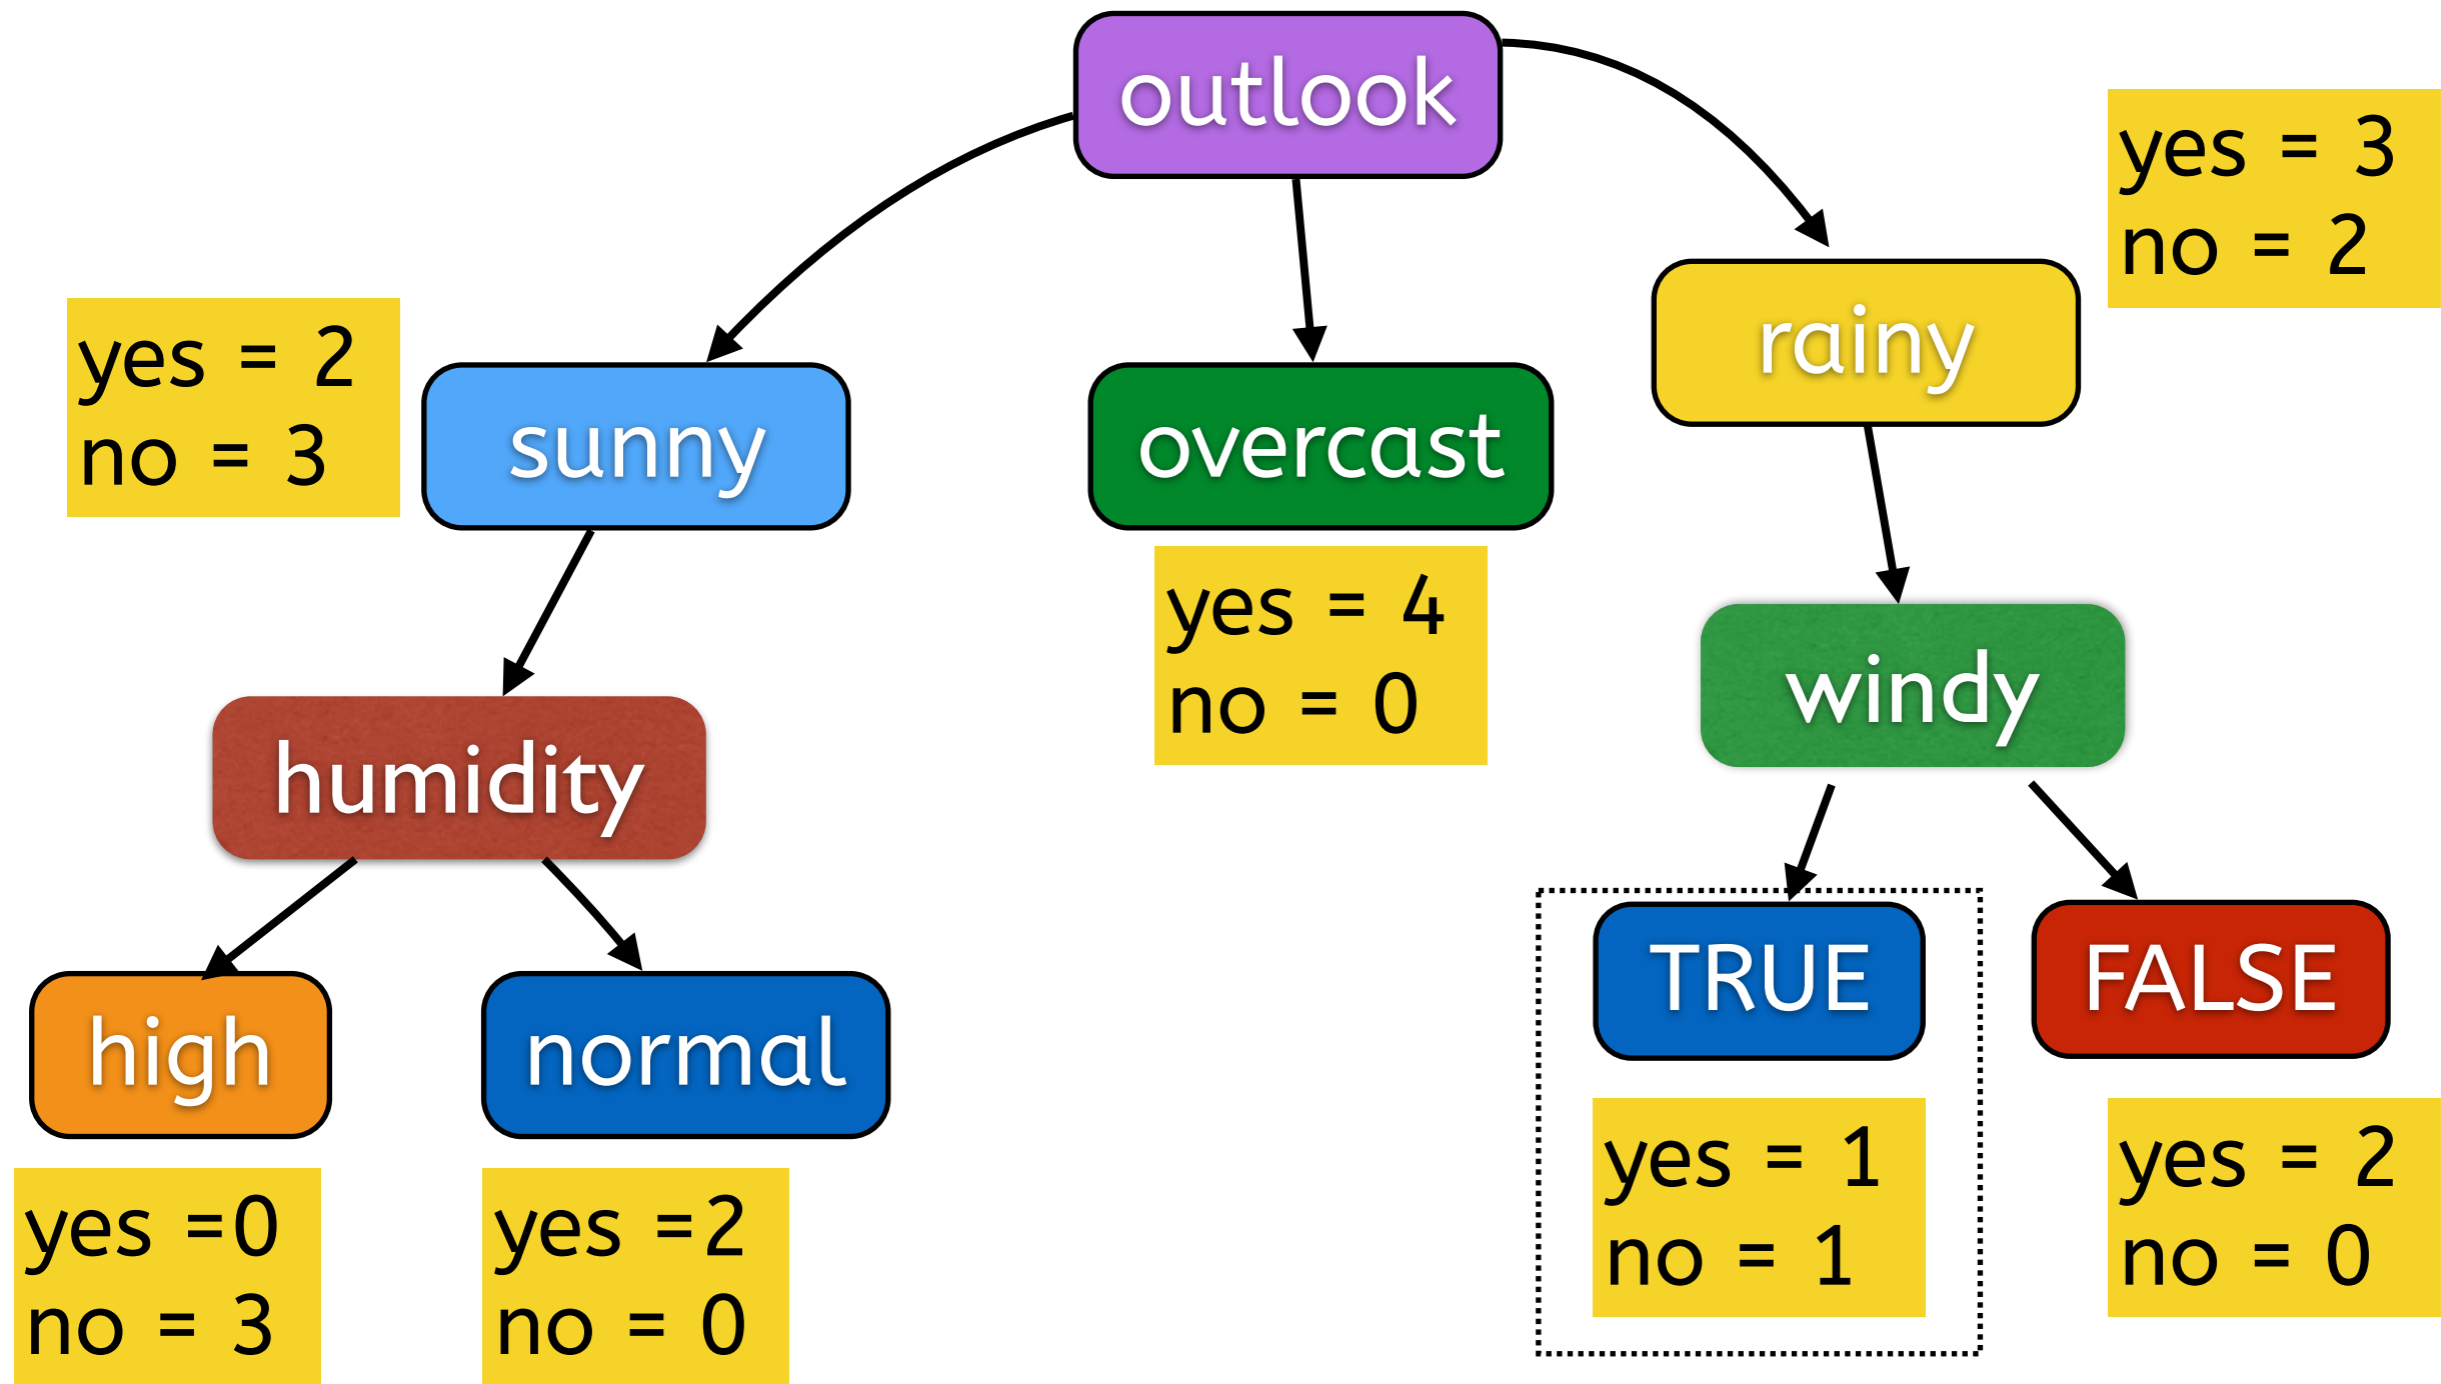 outlook
yes = 3
no = 2
rainy
yes = 2
no = 3
sunny
overcast
yes = 4
no = 0
windy
humidity
TRUE
FALSE
high
normal
yes = 1
no = 1
yes = 2
no = 0
yes =0
no = 3
yes =2
no = 0